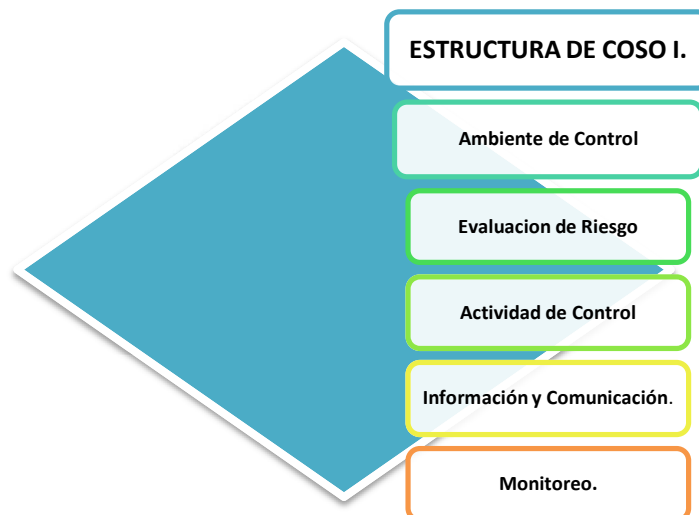 ESTRUCTURA DE COSO I.
Ambiente de Control
Evaluacion de Riesgo
Actividad de Control
Información y Comunicación.
Monitoreo.